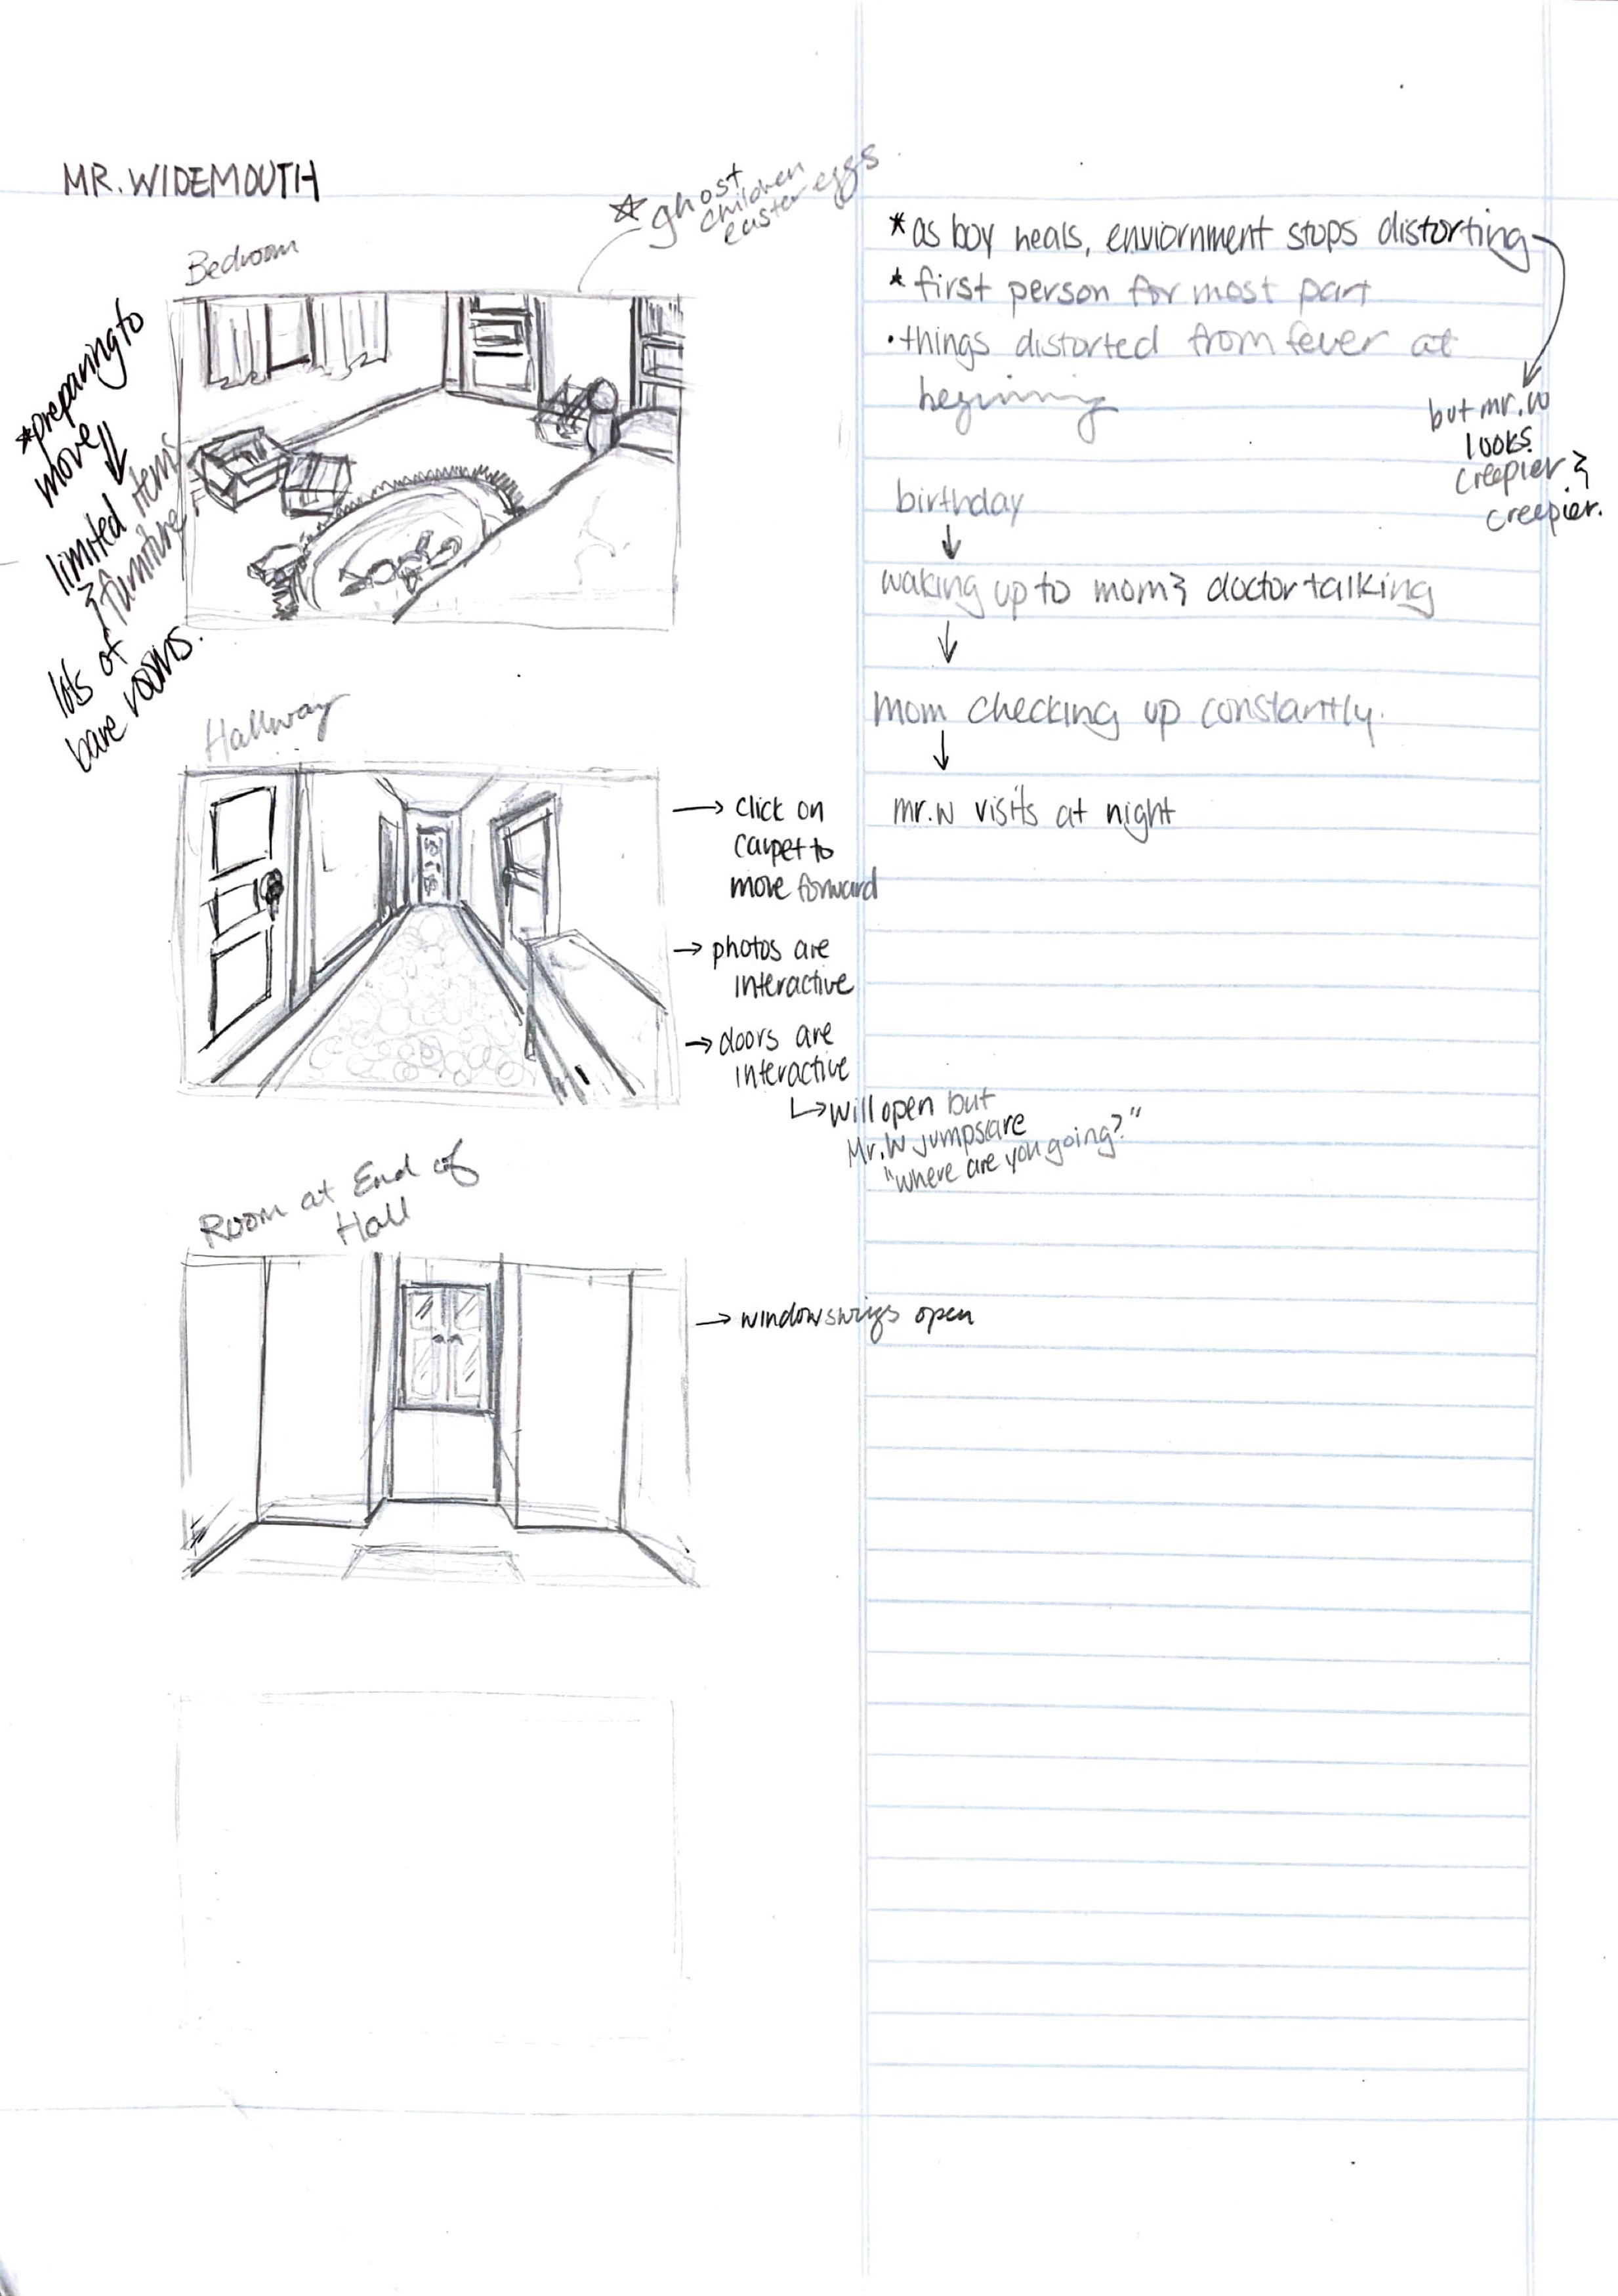 MR. WIDEMOUTH
☆ ghost
children
easter eggs
Bedroom
*preparing to
move
⇓
limited items
& furniture
lots of
bare rooms.
Hallway
→ click on
carpet to
move forward
→ photos are
interactive
→ doors are
interactive
↳ will open but
Mr. W jumpscare
"where are you going?"
Room at End of
Hall
→ window swings open
* as boy heals, enviornment stops distorting
but mr. W
looks
creepier &
creepier.
* first person for most part
• things distorted from fever at
beginning
birthday
↓
waking up to mom & doctor talking
↓
mom checking up constantly.
↓
mr. W visits at night